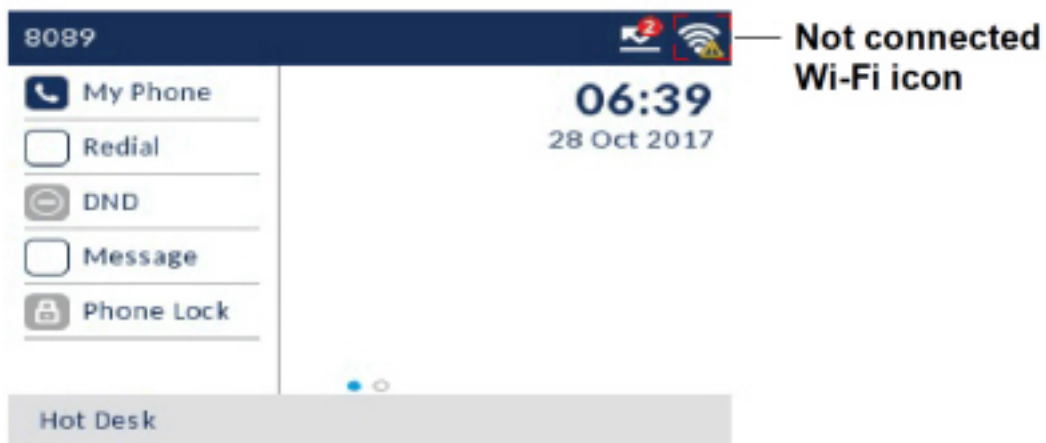 8089
2
Not connected
Wi-Fi icon
My Phone
06:39
28 Oct 2017
Redial
DND
Message
Phone Lock
Hot Desk